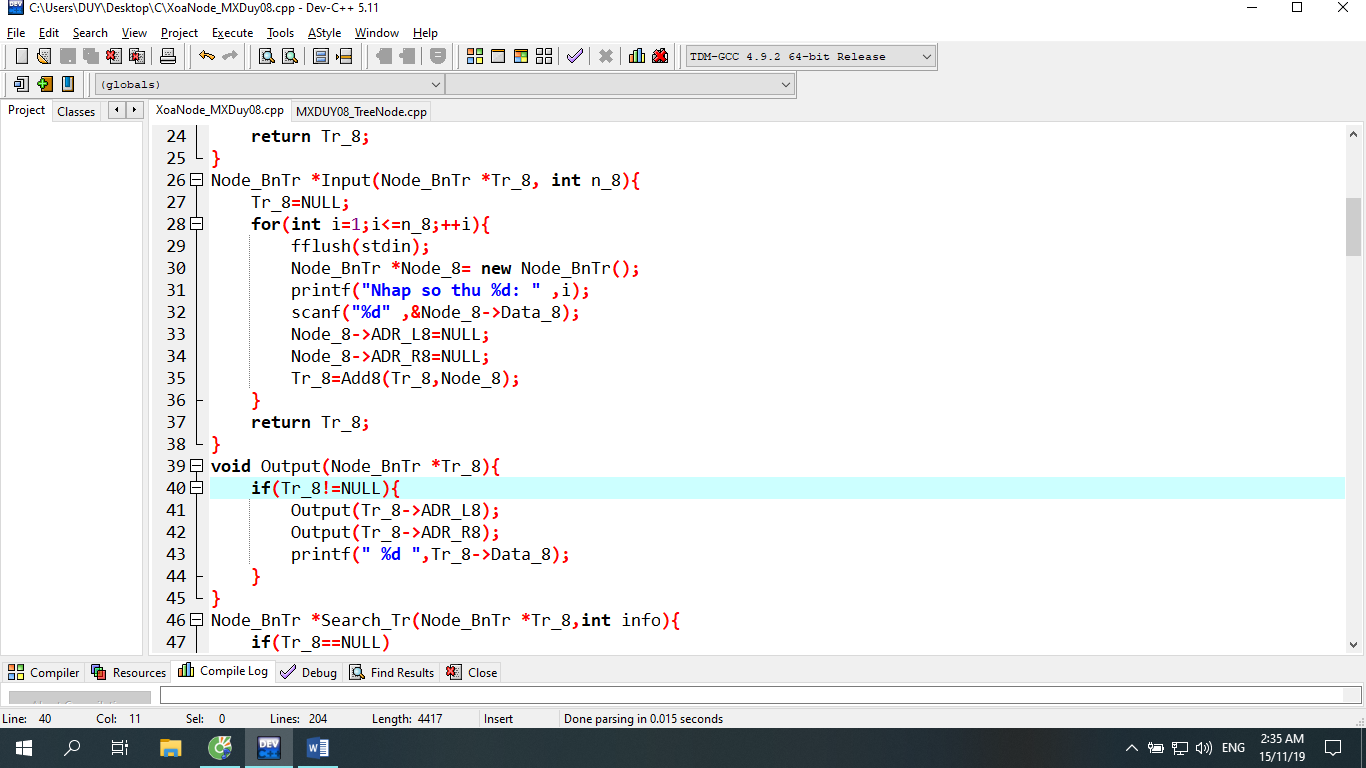 C:\Users\DUY\Desktop\C\XoaNode_MXDuy08.cpp - Dev-C++ 5.11
File Edit Search View Project Execute Tools AStyle Window Help
TDM-GCC 4.9.2 64-bit Release
(globals)
Project Classes XoaNode_MXDuy08.cpp MXDUY08_TreeNode.cpp
24     return Tr_8;
25 }
26 Node_BnTr *Input(Node_BnTr *Tr_8, int n_8){
27     Tr_8=NULL;
28     for(int i=1;i<=n_8;++i){
29         fflush(stdin);
30         Node_BnTr *Node_8= new Node_BnTr();
31         printf("Nhap so thu %d: " ,i);
32         scanf("%d" ,&Node_8->Data_8);
33         Node_8->ADR_L8=NULL;
34         Node_8->ADR_R8=NULL;
35         Tr_8=Add8(Tr_8,Node_8);
36     }
37     return Tr_8;
38 }
39 void Output(Node_BnTr *Tr_8){
40     if(Tr_8!=NULL){
41         Output(Tr_8->ADR_L8);
42         Output(Tr_8->ADR_R8);
43         printf(" %d ",Tr_8->Data_8);
44     }
45 }
46 Node_BnTr *Search_Tr(Node_BnTr *Tr_8,int info){
47     if(Tr_8==NULL)
Compiler Resources Compile Log Debug Find Results Close
Line: 40 Col: 11 Sel: 0 Lines: 204 Length: 4417 Insert Done parsing in 0.015 seconds
DEV
ENG
2:35 AM
15/11/19